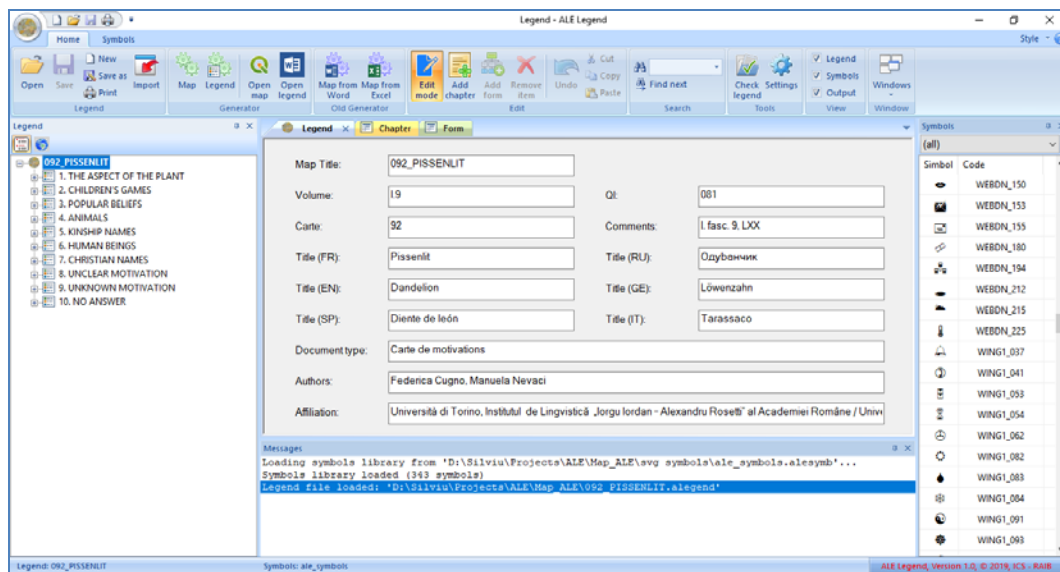 Legend - ALE Legend
Home Symbols Style
Open Save New Save as Print Import Map Legend Open map Open legend Map from Word Map from Excel Edit mode Add chapter Add form Remove item Undo Cut Copy Paste Find next Check legend Settings Legend Symbols Output Windows
Legend Generator Old Generator Edit Search Tools View Window
Legend
092_PISSENLIT
1. THE ASPECT OF THE PLANT
2. CHILDREN'S GAMES
3. POPULAR BELIEFS
4. ANIMALS
5. KINSHIP NAMES
6. HUMAN BEINGS
7. CHRISTIAN NAMES
8. UNCLEAR MOTIVATION
9. UNKNOWN MOTIVATION
10. NO ANSWER
Legend Chapter Form
Map Title: 092_PISSENLIT
Volume: I.9 QI: 081
Carte: 92 Comments: I. fasc. 9, LXX
Title (FR): Pissenlit Title (RU): Одуванчик
Title (EN): Dandelion Title (GE): Löwenzahn
Title (SP): Diente de león Title (IT): Tarassaco
Document type: Carte de motivations
Authors: Federica Cugno, Manuela Nevaci
Affiliation: Università di Torino, Institutul de Lingvistică „Iorgu Iordan - Alexandru Rosetti" al Academiei Române / Unive
Messages
Loading symbols library from 'D:\Silviu\Projects\ALE\Map_ALE\svg symbols\ale_symbols.alesymb'...
Symbols library loaded (343 symbols)
Legend file loaded: 'D:\Silviu\Projects\ALE\Map_ALE\092_PISSENLIT.alegend'
Symbols
(all)
Simbol Code
WEBDN_150
WEBDN_153
WEBDN_155
WEBDN_180
WEBDN_194
WEBDN_212
WEBDN_215
WEBDN_225
WING1_037
WING1_041
WING1_053
WING1_054
WING1_062
WING1_082
WING1_083
WING1_084
WING1_091
WING1_093
Legend: 092_PISSENLIT Symbols: ale_symbols ALE Legend, Version 1.0, © 2019, ICS - RAIB